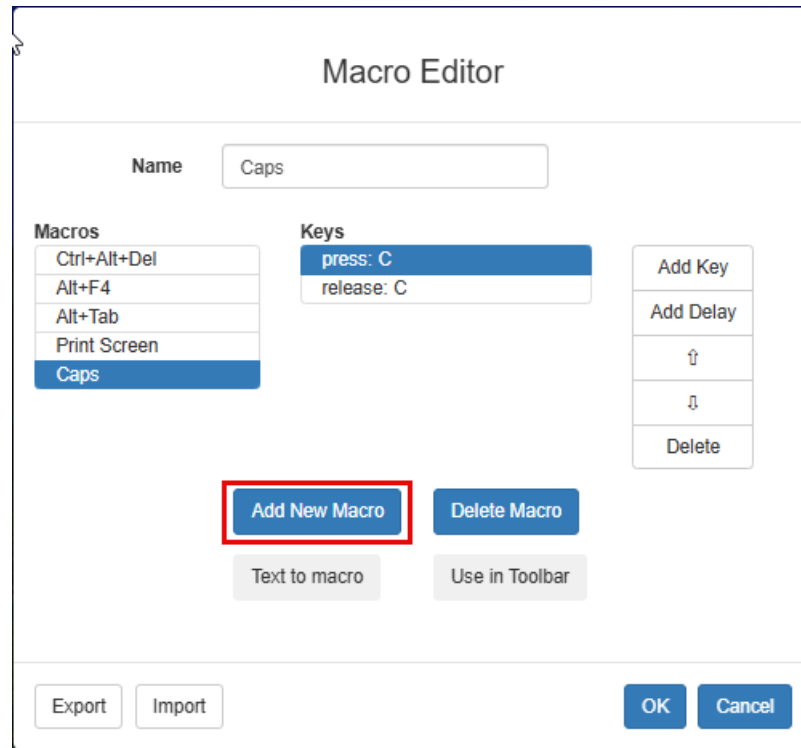 Macro Editor
Name
Caps
Macros
Ctrl+Alt+Del
Alt+F4
Alt+Tab
Print Screen
Caps
Keys
press: C
release: C
Add Key
Add Delay
⇧
⇩
Delete
Add New Macro
Delete Macro
Text to macro
Use in Toolbar
Export
Import
OK
Cancel